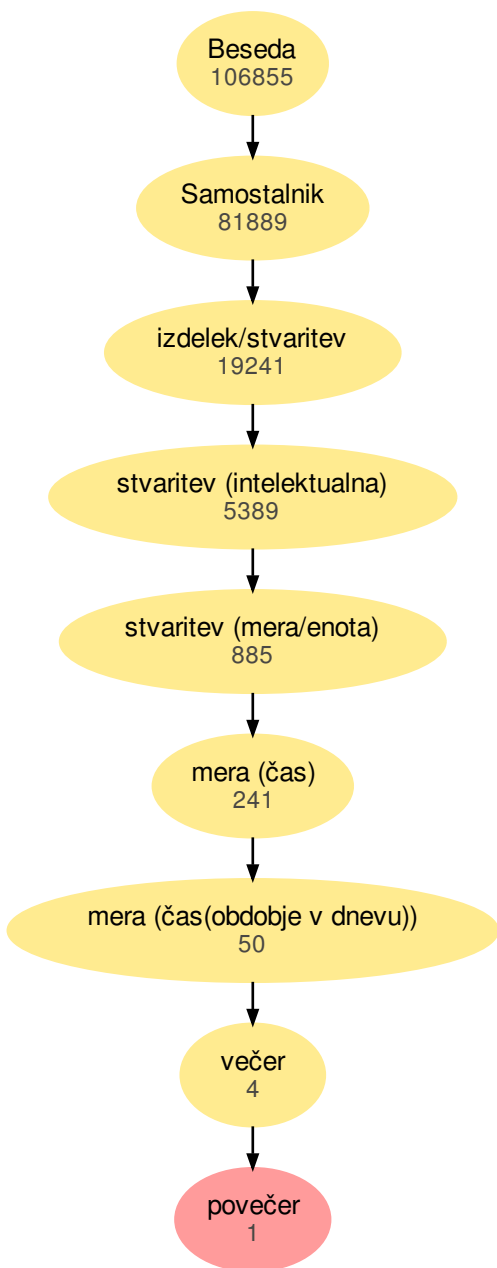 Beseda
106855
Samostalnik
81889
izdelek/stvaritev
19241
stvaritev (intelektualna)
5389
stvaritev (mera/enota)
885
mera (čas)
241
mera (čas(obdobje v dnevu))
50
večer
4
povečer
1